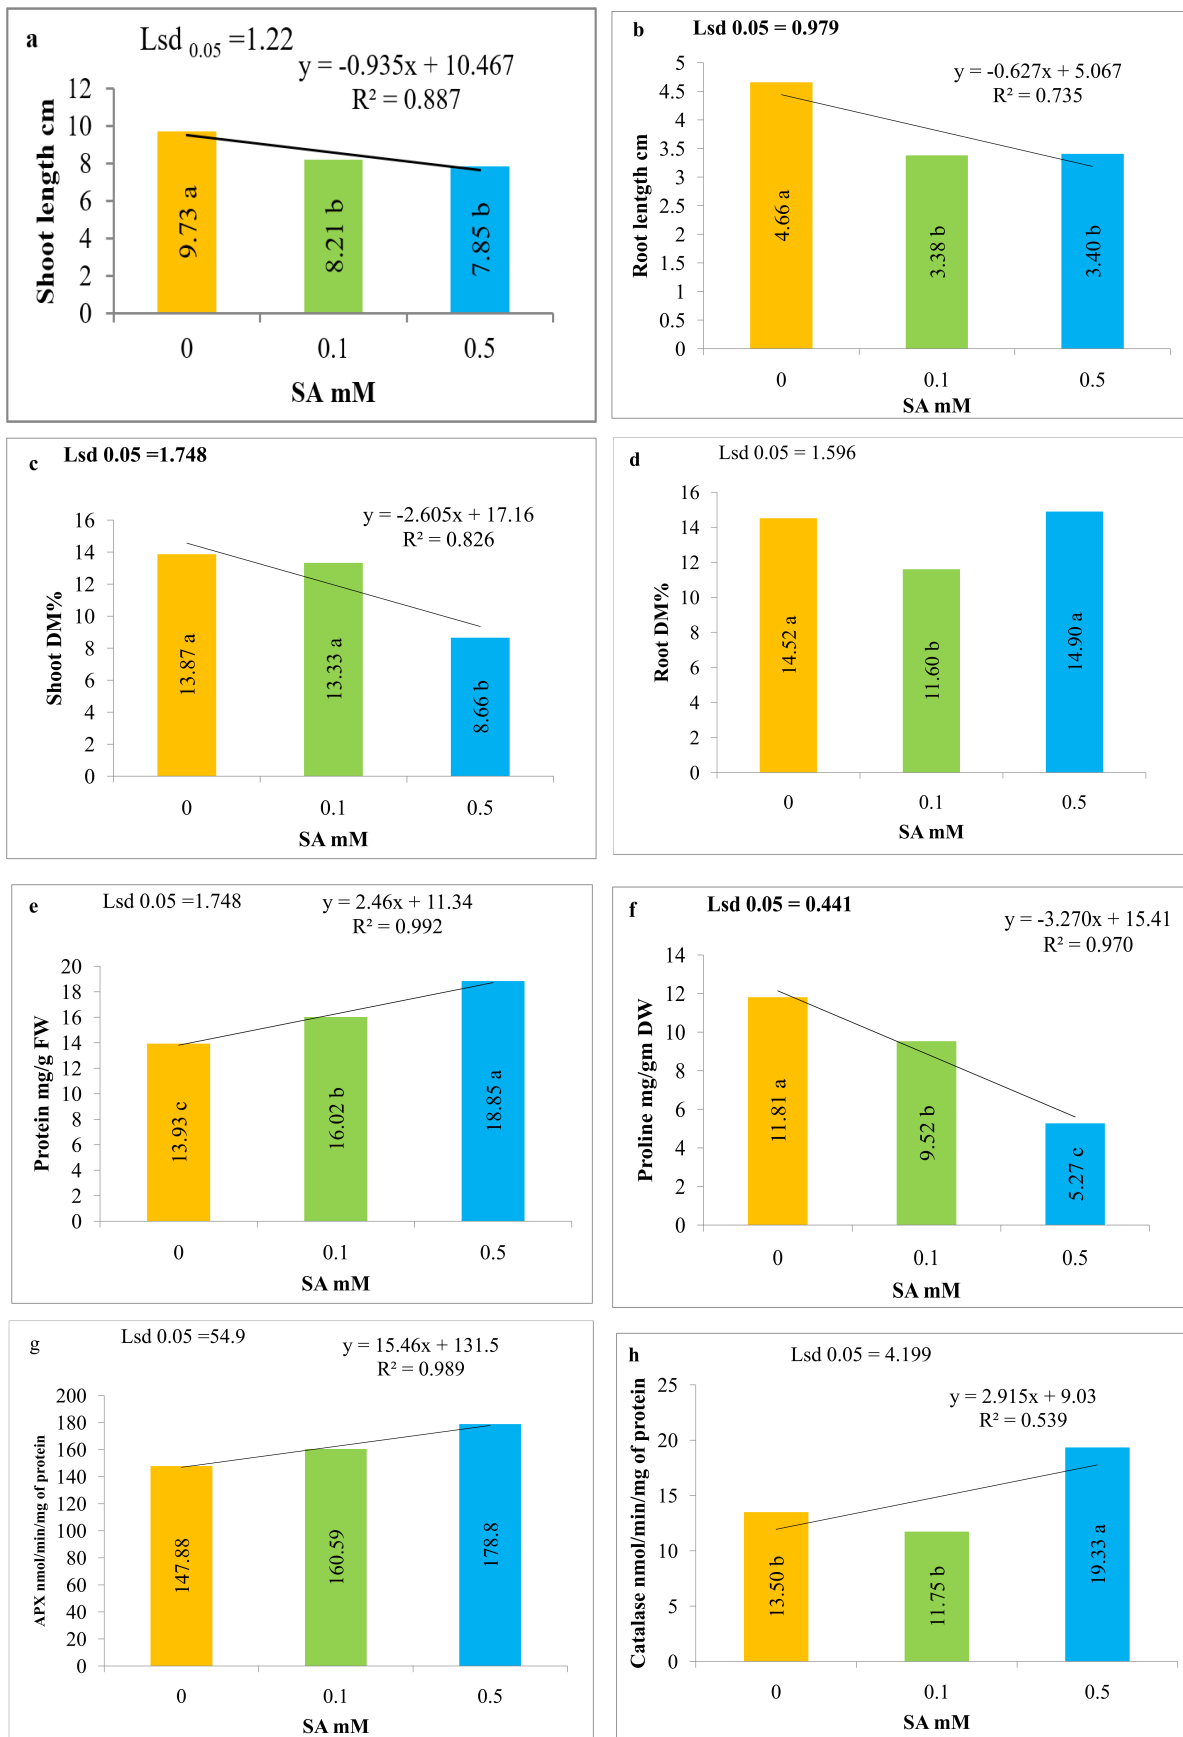 a
Lsd 0.05 =1.22
y = -0.935x + 10.467
R² = 0.887
Shoot length cm
12
10
8
6
4
2
0
9.73 a
8.21 b
7.85 b
0 0.1 0.5
SA mM
b
Lsd 0.05 = 0.979
y = -0.627x + 5.067
R² = 0.735
Root lentgth cm
5
4.5
4
3.5
3
2.5
2
1.5
1
0.5
0
4.66 a
3.38 b
3.40 b
0 0.1 0.5
SA mM
c
Lsd 0.05 =1.748
y = -2.605x + 17.16
R² = 0.826
Shoot DM%
16
14
12
10
8
6
4
2
0
13.87 a
13.33 a
8.66 b
0 0.1 0.5
SA mM
d
Lsd 0.05 = 1.596
Root DM%
16
14
12
10
8
6
4
2
0
14.52 a
11.60 b
14.90 a
0 0.1 0.5
SA mM
e
Lsd 0.05 =1.748
y = 2.46x + 11.34
R² = 0.992
Protein mg/g FW
20
18
16
14
12
10
8
6
4
2
0
13.93 c
16.02 b
18.85 a
0 0.1 0.5
SA mM
f
Lsd 0.05 = 0.441
y = -3.270x + 15.41
R² = 0.970
Proline mg/gm DW
14
12
10
8
6
4
2
0
11.81 a
9.52 b
5.27 c
0 0.1 0.5
SA mM
g
Lsd 0.05 =54.9
y = 15.46x + 131.5
R² = 0.989
APX nmol/min/mg of protein
200
180
160
140
120
100
80
60
40
20
0
147.88
160.59
178.8
0 0.1 0.5
SA mM
h
Lsd 0.05 = 4.199
y = 2.915x + 9.03
R² = 0.539
Catalase nmol/min/mg of protein
25
20
15
10
5
0
13.50 b
11.75 b
19.33 a
0 0.1 0.5
SA mM